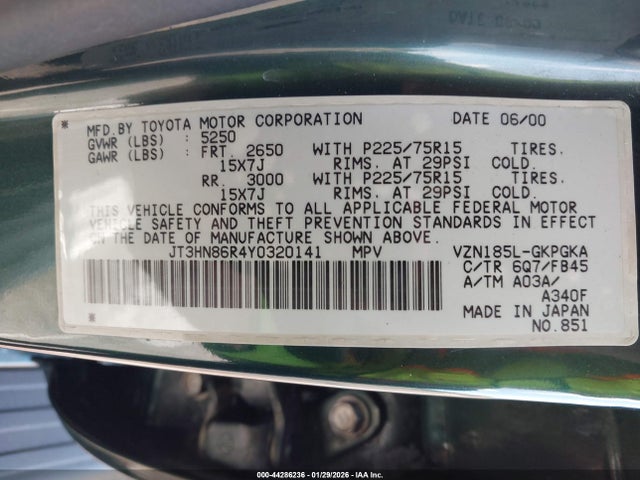 * MFD.BY TOYOTA MOTOR CORPORATION DATE 06/00 *
GVWR (LBS) : 5250
GAWR (LBS) : FRT. 2650 WITH P225/75R15 TIRES.
15X7J RIMS. AT 29PSI COLD.
RR. 3000 WITH P225/75R15 TIRES.
15X7J RIMS. AT 29PSI COLD.
THIS VEHICLE CONFORMS TO ALL APPLICABLE FEDERAL MOTOR
VEHICLE SAFETY AND THEFT PREVENTION STANDARDS IN EFFECT
ON THE DATE OF MANUFACTURE SHOWN ABOVE.
JT3HN86R4Y0320141 MPV VZN185L-GKPGKA
C/TR 6Q7/FB45
A/TM A03A/
A340F
MADE IN JAPAN
* NO.851 *
000-44286236 - 01/29/2026 - IAA Inc.